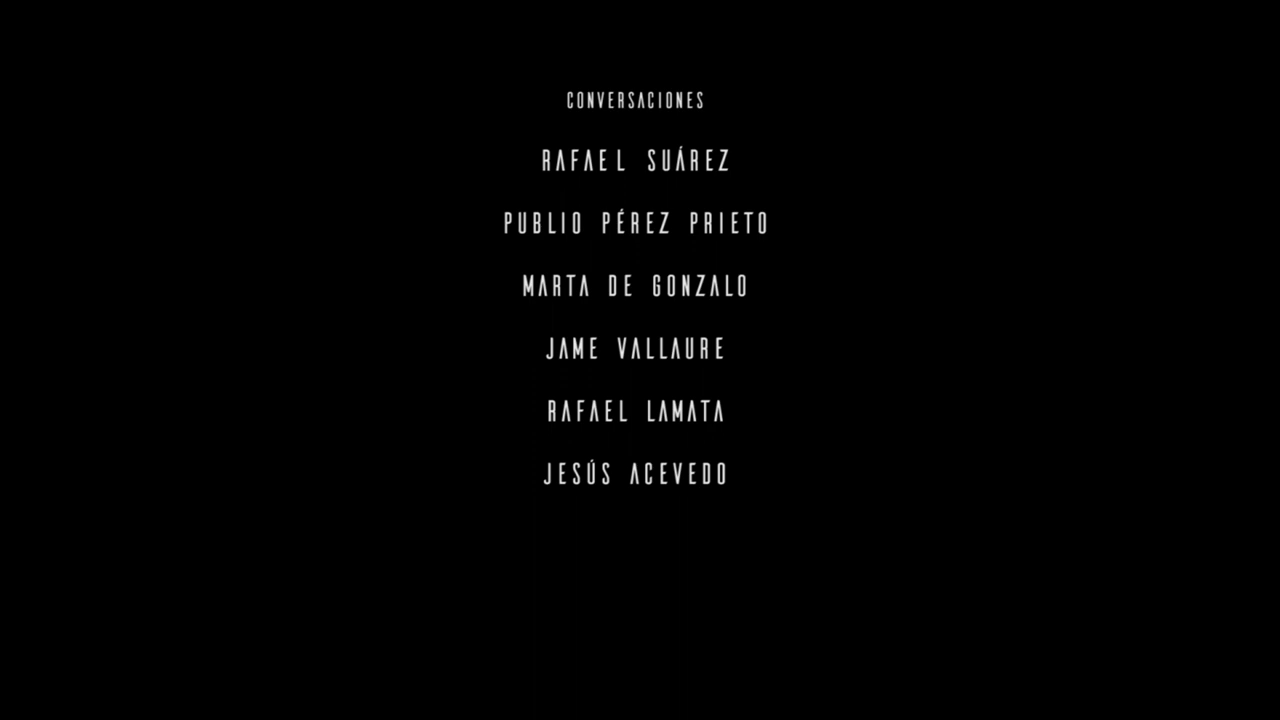 CONVERSACIONES
RAFAEL SUÁREZ
PUBLIO PÉREZ PRIETO
MARTA DE GONZALO
JAME VALLAURE
RAFAEL LAMATA
JESÚS ACEVEDO